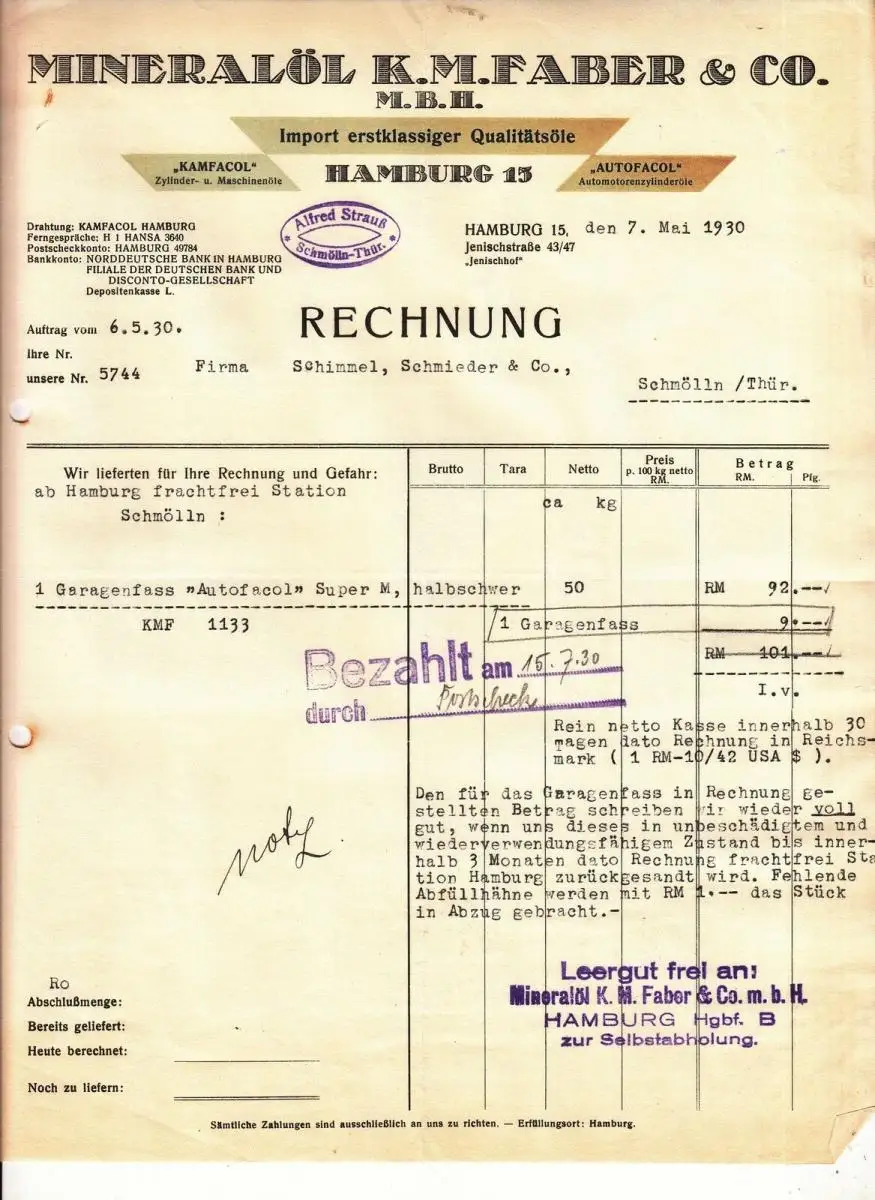 MINERALÖL K.M.FABER & CO.
M.B.H.
Import erstklassiger Qualitätsöle
„KAMFACOL"
Zylinder- u. Maschinenöle
HAMBURG 15
„AUTOFACOL"
Automotorenzylinderöle
Drahtung: KAMFACOL HAMBURG
Ferngespräche: H 1 HANSA 3640
Postscheckkonto: HAMBURG 49784
Bankkonto: NORDDEUTSCHE BANK IN HAMBURG
FILIALE DER DEUTSCHEN BANK UND
DISCONTO-GESELLSCHAFT
Depositenkasse L.
Alfred Strauß
Schmölln-Thür.
HAMBURG 15, den 7. Mai 1930
Jenischstraße 43/47
„Jenischhof"
RECHNUNG
Auftrag vom 6.5.30.
Ihre Nr.
unsere Nr. 5744
Firma Schimmel, Schmieder & Co.,
Schmölln /Thür.
Wir lieferten für Ihre Rechnung und Gefahr:
Brutto Tara Netto Preis p. 100 kg netto RM. Betrag RM. Pfg.
ab Hamburg frachtfrei Station
Schmölln :
ca kg
1 Garagenfass "Autofacol" Super M, halbschwer 50 RM 92.--
KMF 1133 1 Garagenfass 9.--
RM 101.--
Bezahlt am 15.7.30
durch Postscheck
I.v.
Rein netto Kasse innerhalb 30
Tagen dato Rechnung in Reichs-
mark ( 1 RM-10/42 USA $ ).
Den für das Garagenfass in Rechnung ge-
stellten Betrag schreiben wir wieder voll
gut, wenn uns dieses in unbeschädigtem und
wiederverwendungsfähigem Zustand bis inner-
halb 3 Monaten dato Rechnung frachtfrei Sta
tion Hamburg zurückgesandt wird. Fehlende
Abfüllhähne werden mit RM 1.-- das Stück
in Abzug gebracht.-
Leergut frei an:
Mineralöl K. M. Faber & Co. m. b. H.
HAMBURG Hgbf. B
zur Selbstabholung.
Ro
Abschlußmenge:
Bereits geliefert:
Heute berechnet:
Noch zu liefern:
Sämtliche Zahlungen sind ausschließlich an uns zu richten. — Erfüllungsort: Hamburg.